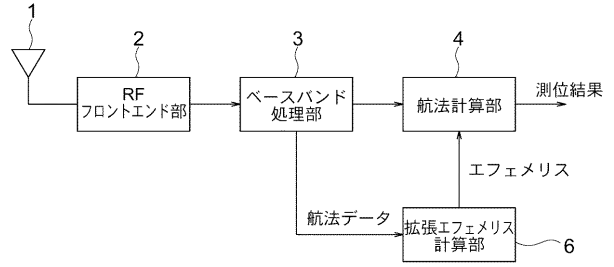 1
2
3
4
RF
フロントエンド部
ベースバンド
処理部
航法計算部
測位結果
エフェメリス
航法データ
拡張エフェメリス
計算部
6